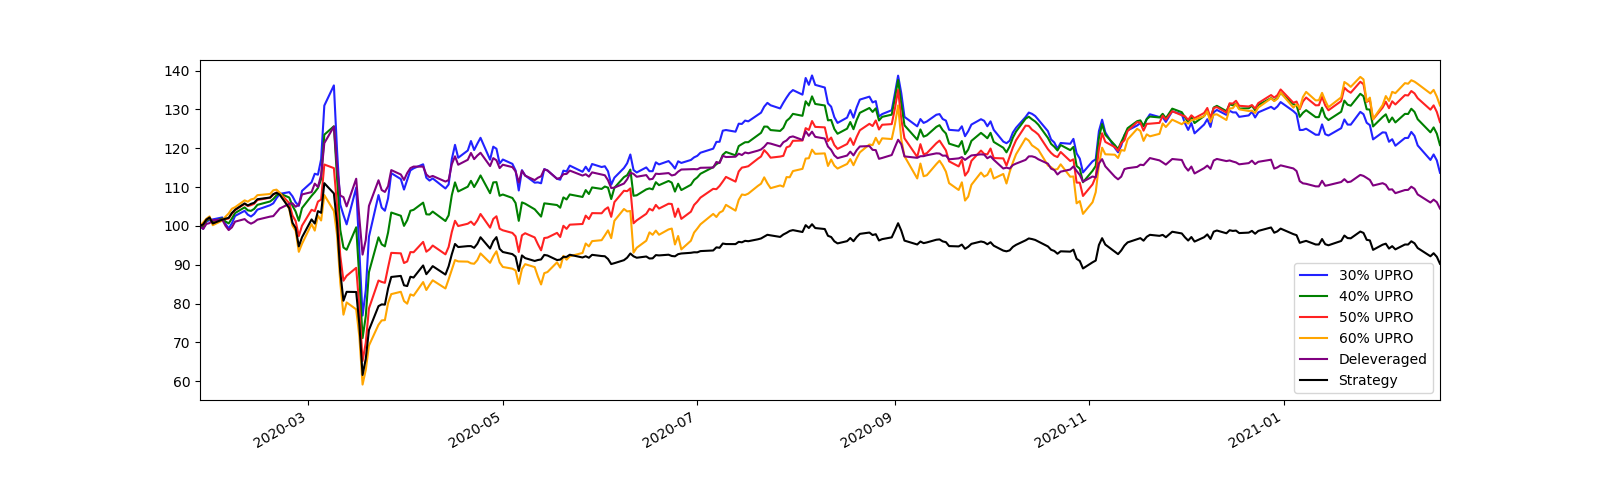 140
130
120
110
100
90
80
70
60
2020-03
2020-05
2020-07
2020-09
2020-11
2021-01
30% UPRO
40% UPRO
50% UPRO
60% UPRO
Deleveraged
Strategy